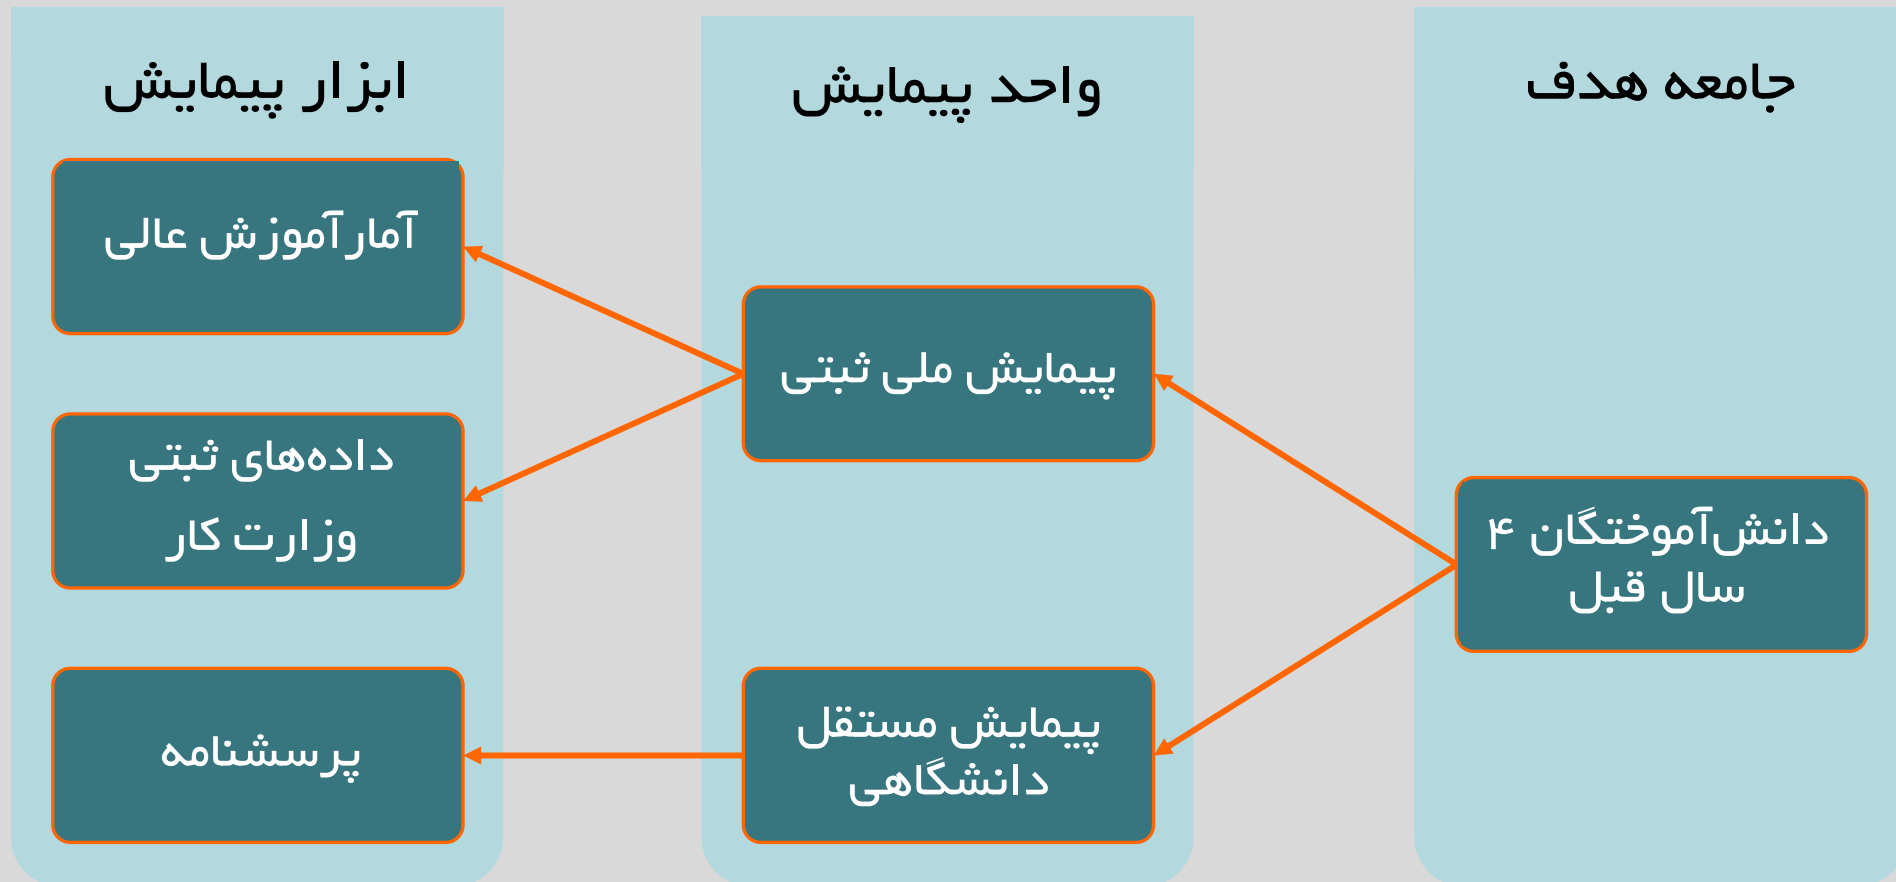 جامعه هدف
دانش‌آموختگان ۴
سال قبل
واحد پیمایش
پیمایش ملی ثبتی
پیمایش مستقل
دانشگاهی
ابزار پیمایش
آمارآموزش عالی
داده‌های ثبتی
وزارت کار
پرسشنامه